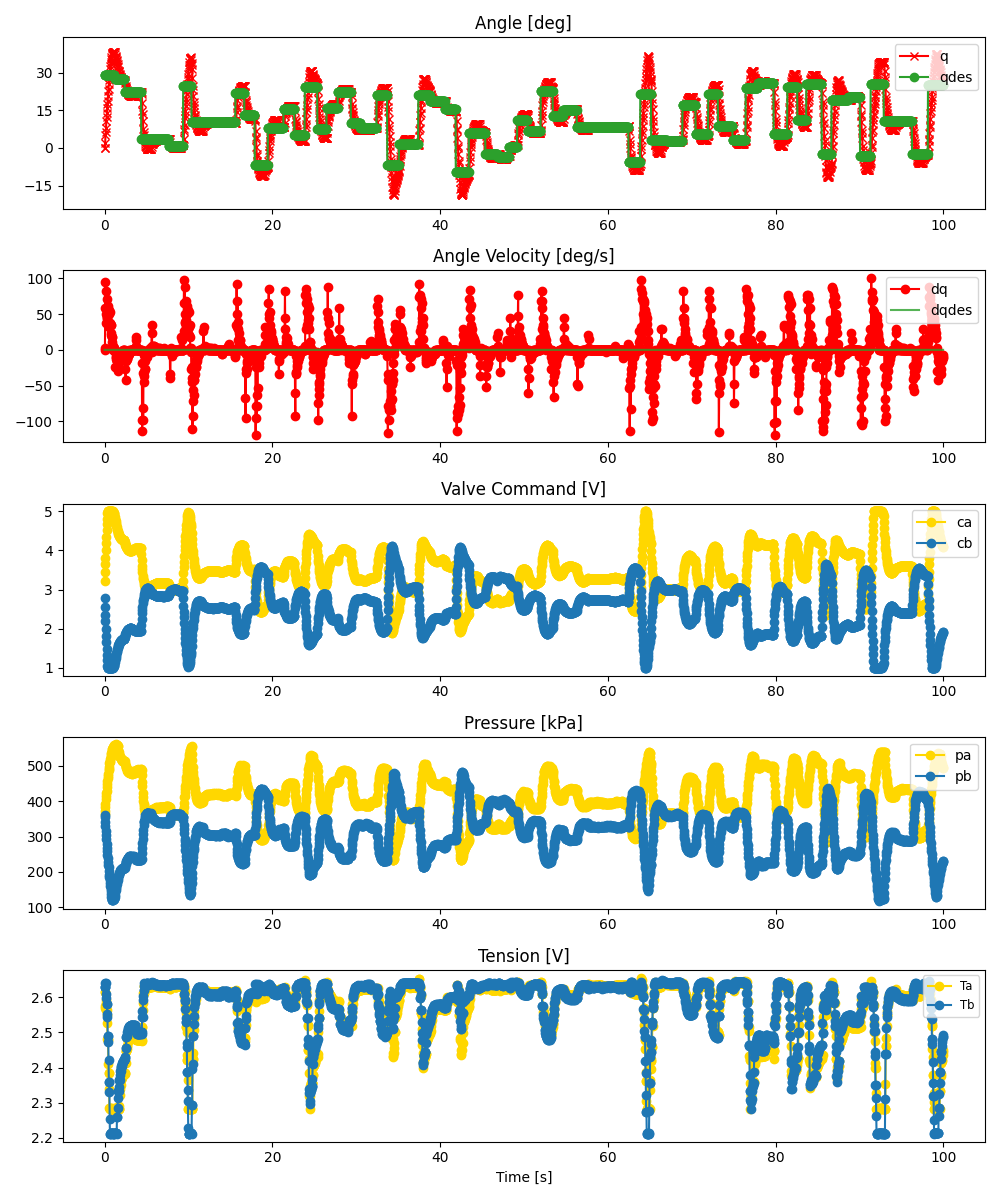 Angle [deg]
30
15
0
−15
q
qdes
0 20 40 60 80 100
Angle Velocity [deg/s]
100
50
0
−50
−100
dq
dqdes
0 20 40 60 80 100
Valve Command [V]
5
4
3
2
1
ca
cb
0 20 40 60 80 100
Pressure [kPa]
500
400
300
200
100
pa
pb
0 20 40 60 80 100
Tension [V]
2.6
2.5
2.4
2.3
2.2
Ta
Tb
0 20 40 60 80 100
Time [s]